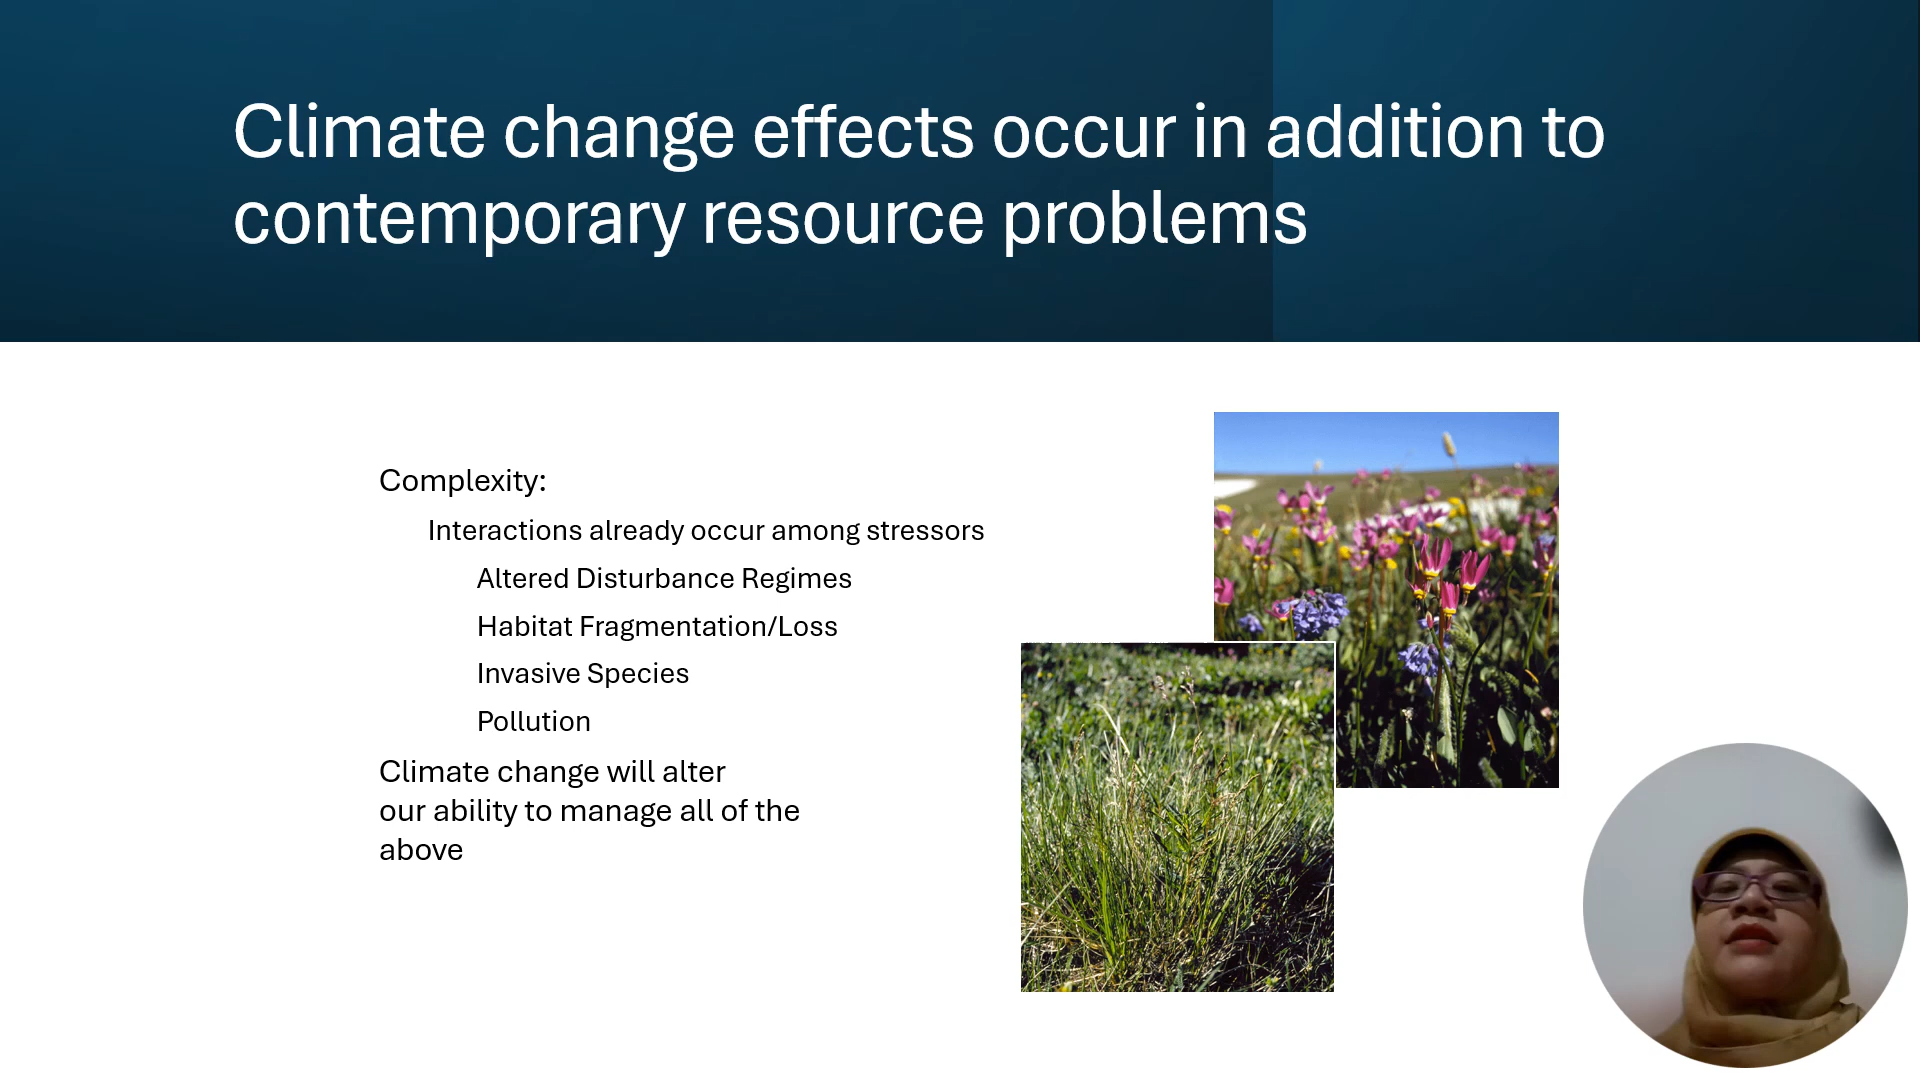 Climate change effects occur in addition to
contemporary resource problems
Complexity:
Interactions already occur among stressors
Altered Disturbance Regimes
Habitat Fragmentation/Loss
Invasive Species
Pollution
Climate change will alter
our ability to manage all of the
above